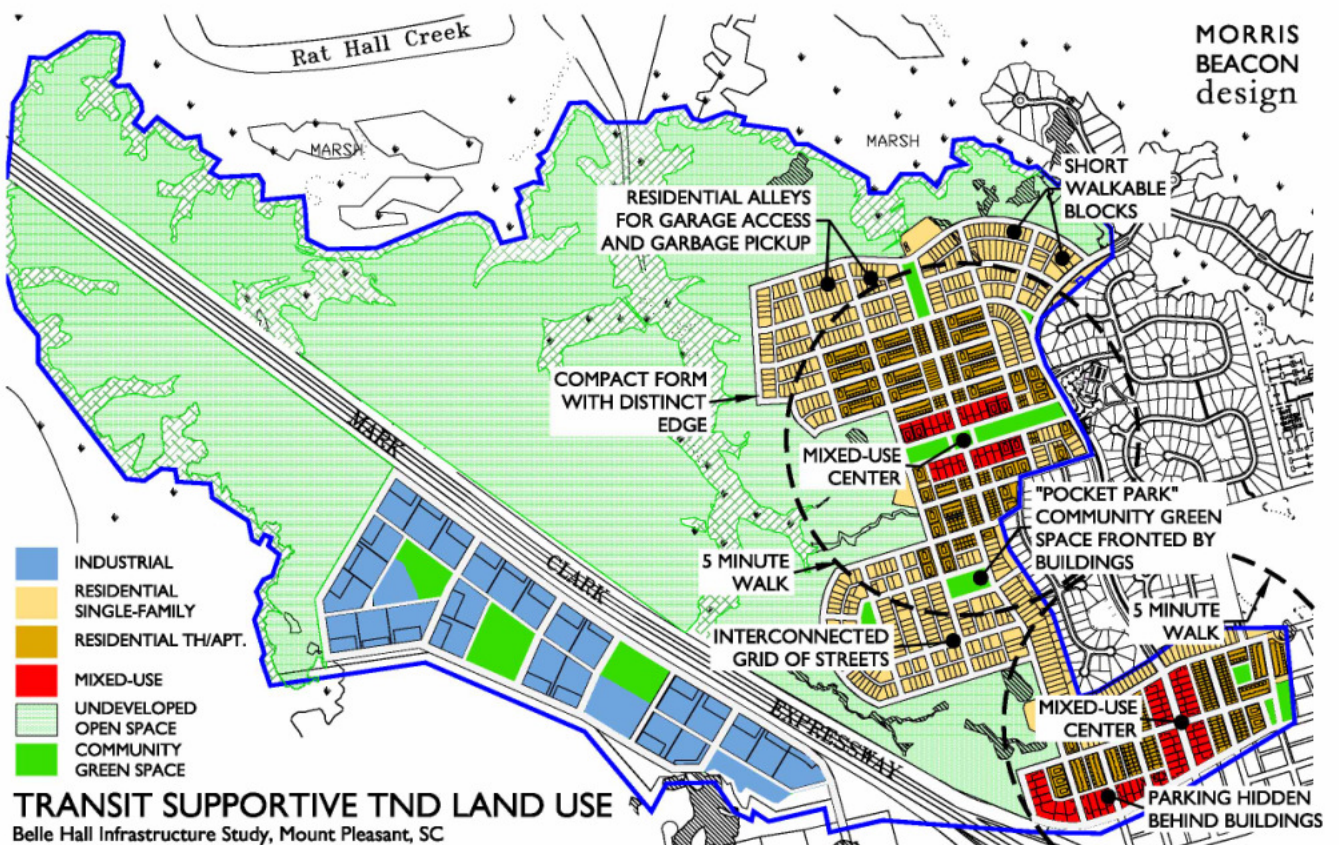 Rat Hall Creek
MORRIS
BEACON
design
MARSH
MARSH
SHORT
WALKABLE
BLOCKS
RESIDENTIAL ALLEYS
FOR GARAGE ACCESS
AND GARBAGE PICKUP
COMPACT FORM
WITH DISTINCT
EDGE
MARK
CLARK
EXPRESSWAY
MIXED-USE
CENTER
"POCKET PARK"
COMMUNITY GREEN
SPACE FRONTED BY
BUILDINGS
5 MINUTE
WALK
5 MINUTE
WALK
INTERCONNECTED
GRID OF STREETS
MIXED-USE
CENTER
PARKING HIDDEN
BEHIND BUILDINGS
INDUSTRIAL
RESIDENTIAL
SINGLE-FAMILY
RESIDENTIAL TH/APT.
MIXED-USE
UNDEVELOPED
OPEN SPACE
COMMUNITY
GREEN SPACE
TRANSIT SUPPORTIVE TND LAND USE
Belle Hall Infrastructure Study, Mount Pleasant, SC